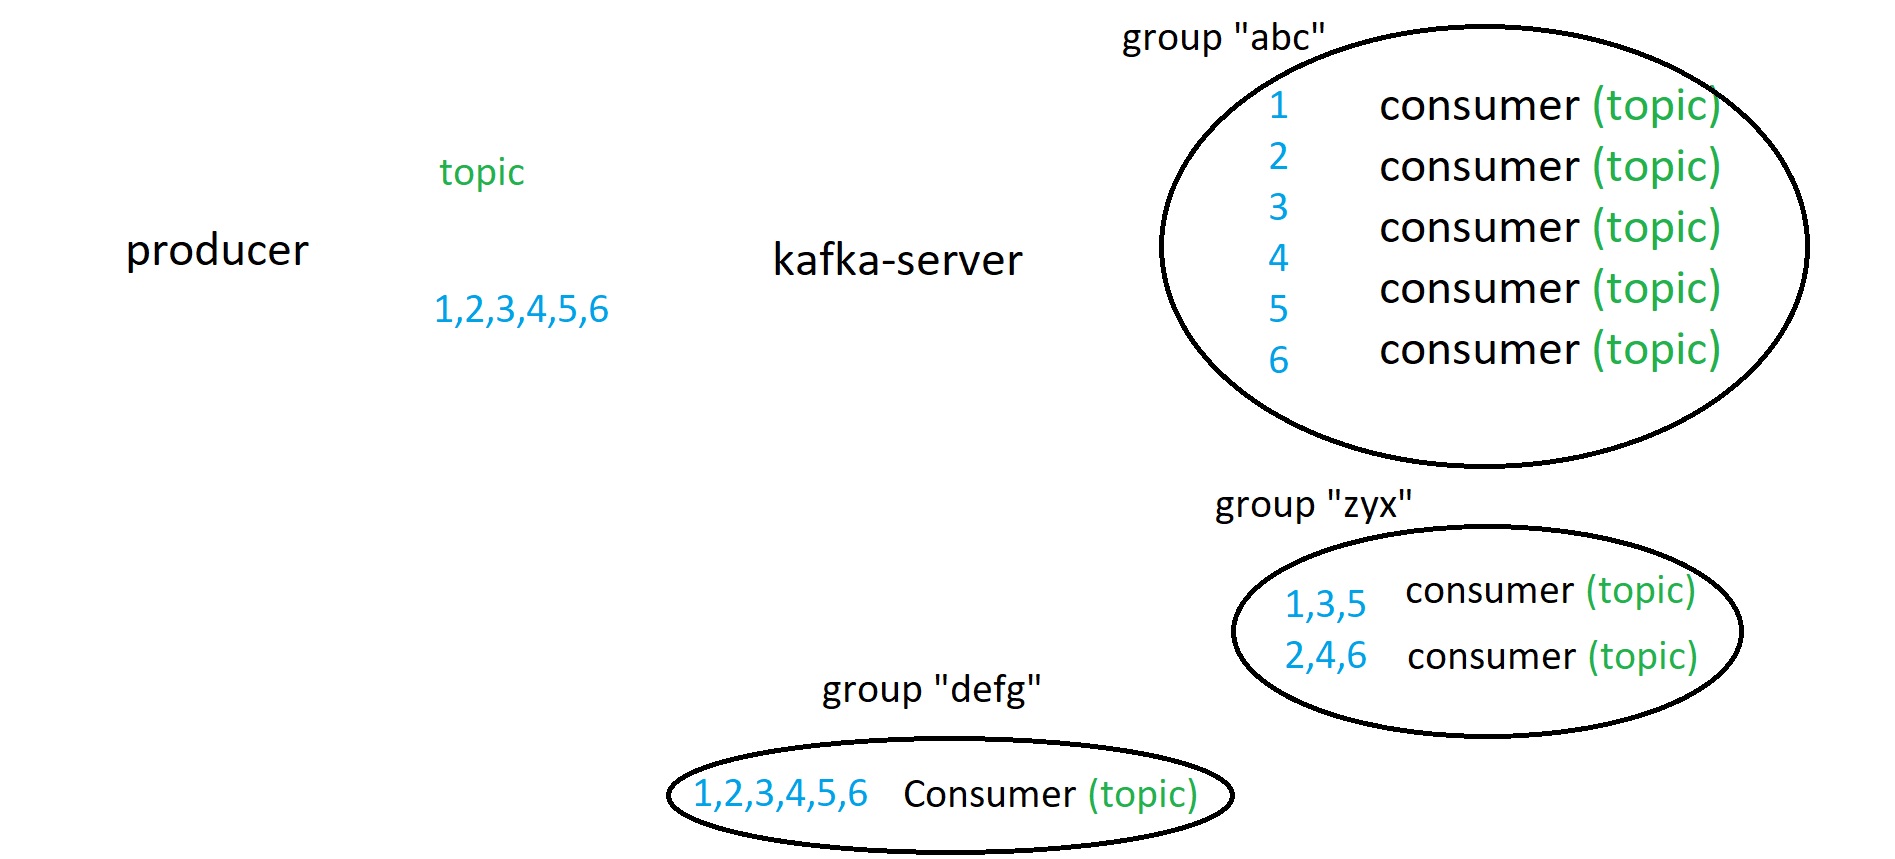 group "abc"
1
consumer (topic)
2
consumer (topic)
3
consumer (topic)
4
consumer (topic)
5
consumer (topic)
6
topic
producer
kafka-server
1,2,3,4,5,6
group "zyx"
1,3,5
consumer (topic)
2,4,6
consumer (topic)
group "defg"
1,2,3,4,5,6
Consumer (topic)